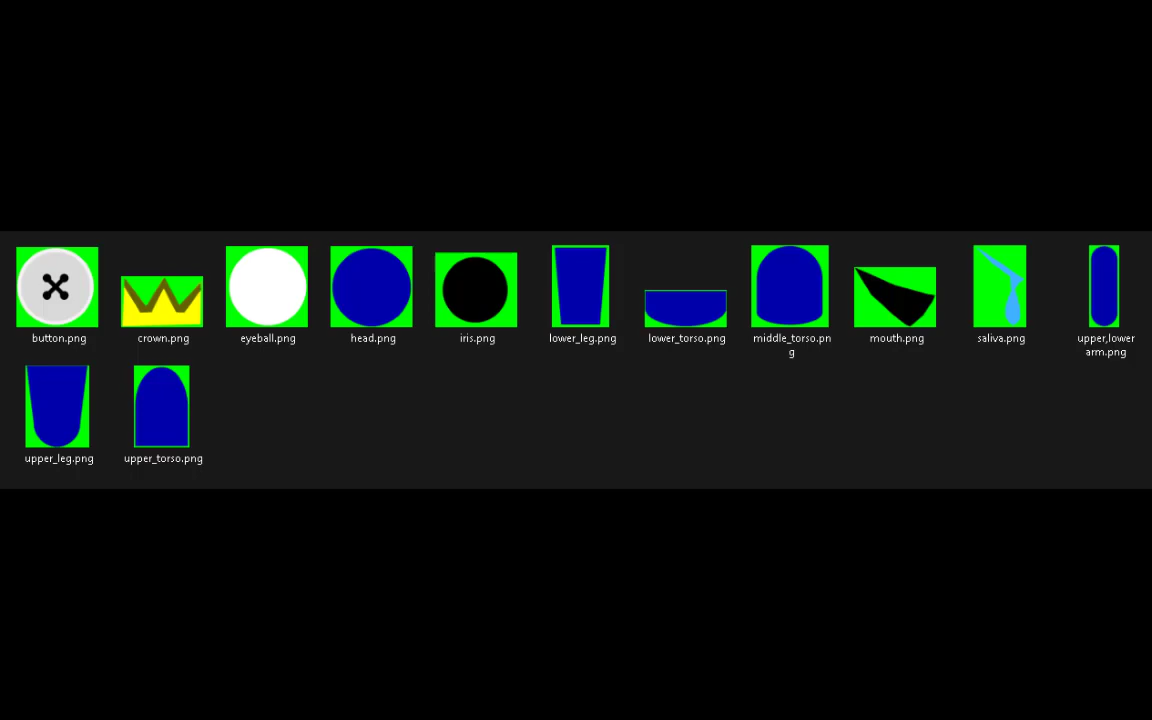 button.png
crown.png
eyeball.png
head.png
iris.png
lower_leg.png
lower_torso.png
middle_torso.pn
g
mouth.png
saliva.png
upper,lower
arm.png
upper_leg.png
upper_torso.png